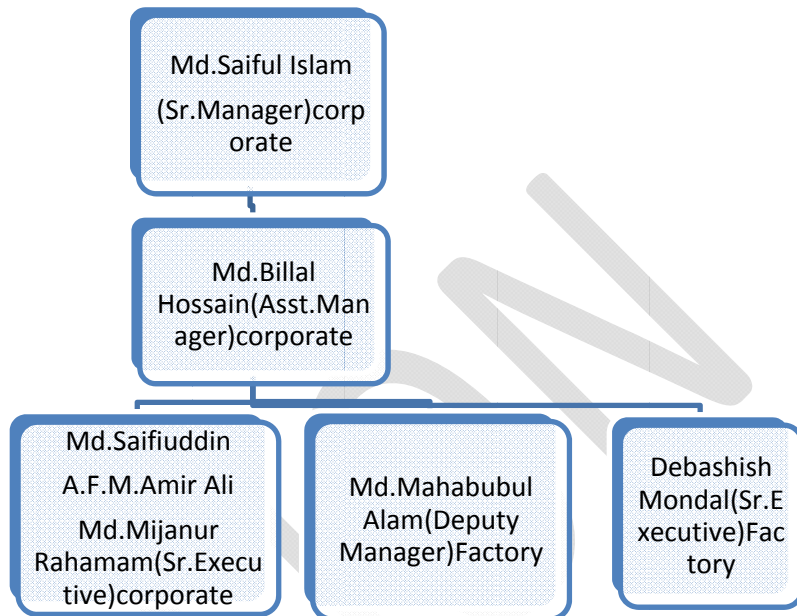 Md.Saiful Islam
(Sr.Manager)corp
orate
Md.Billal
Hossain(Asst.Man
ager)corporate
Md.Saifiuddin
A.F.M.Amir Ali
Md.Mijanur
Rahamam(Sr.Execu
tive)corporate
Md.Mahabubul
Alam(Deputy
Manager)Factory
Debashish
Mondal(Sr.E
xecutive)Fac
tory